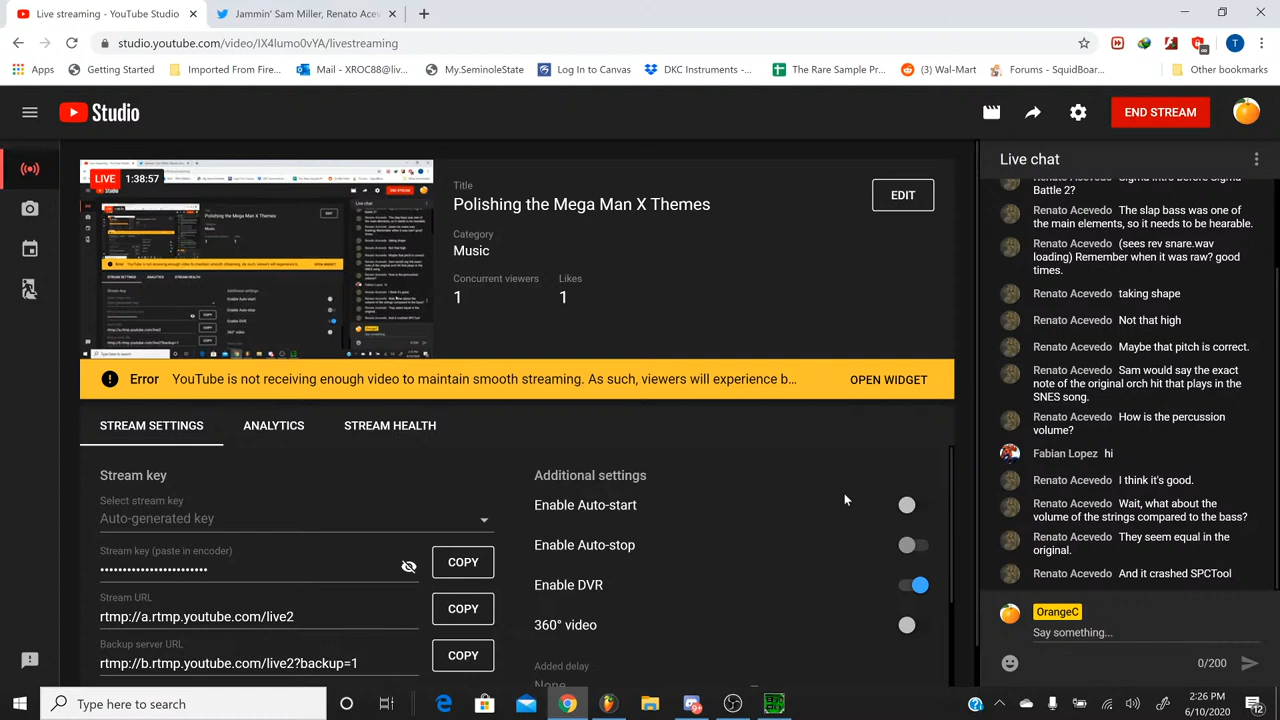 Live streaming - YouTube Studio
Jammin' Sam Miller, Renato Acev
studio.youtube.com/video/IX4lumo0vYA/livestreaming
Apps
Getting Started
Imported From Fire...
Mail - XROC88@liv...
My.SeminoleState
Log In to Canvas
DKC Instruments -...
The Rare Sample Pr...
(3) Wal-Mart
Forums - SquidBoar...
Other bookmarks
Studio
END STREAM
LIVE 1:38:57
Title
Polishing the Mega Man X Themes
EDIT
Category
Music
Concurrent viewers
Likes
1
1
Error YouTube is not receiving enough video to maintain smooth streaming. As such, viewers will experience b...
OPEN WIDGET
STREAM SETTINGS
ANALYTICS
STREAM HEALTH
Stream key
Select stream key
Auto-generated key
Stream key (paste in encoder)
COPY
Stream URL
rtmp://a.rtmp.youtube.com/live2
COPY
Backup server URL
rtmp://b.rtmp.youtube.com/live2?backup=1
COPY
Additional settings
Enable Auto-start
Enable Auto-stop
Enable DVR
360° video
Added delay
None
Live chat
Sigma Intro before Sigma
Battle 2?
Renato Acevedo The slap bass was one of
the main elements, so it needs to be hearable.
Renato Acevedo (sees rev snare.wav
loading) Remember when it was raw? good
times.
Renato Acevedo taking shape
Renato Acevedo Not that high
Renato Acevedo Maybe that pitch is correct.
Renato Acevedo Sam would say the exact
note of the original orch hit that plays in the
SNES song.
Renato Acevedo How is the percussion
volume?
Fabian Lopez hi
Renato Acevedo I think it's good.
Renato Acevedo Wait, what about the
volume of the strings compared to the bass?
Renato Acevedo They seem equal in the
original.
Renato Acevedo And it crashed SPCTool
OrangeC
Say something...
0/200
Type here to search
2:26 PM
6/10/2020